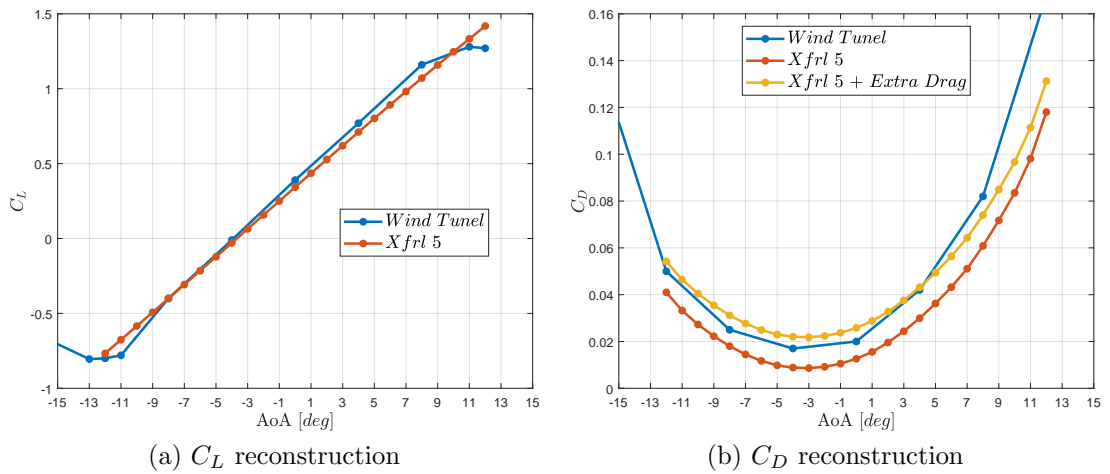 1.5
1
0.5
0
-0.5
-1
C_L
-15 -13 -11 -9 -7 -5 -3 -1 1 3 5 7 9 11 13 15
AoA [deg]
Wind Tunel
Xfrl 5
(a) C_L reconstruction
0.16
0.14
0.12
0.1
0.08
0.06
0.04
0.02
0
C_D
-15 -13 -11 -9 -7 -5 -3 -1 1 3 5 7 9 11 13 15
AoA [deg]
Wind Tunel
Xfrl 5
Xfrl 5 + Extra Drag
(b) C_D reconstruction